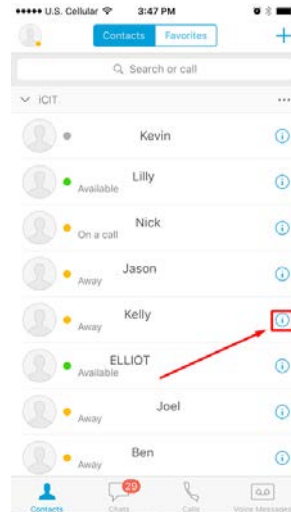 U.S. Cellular 3:47 PM
Contacts Favorites
Search or call
iCIT
Kevin
Lilly
Available
Nick
On a call
Jason
Away
Kelly
Away
ELLIOT
Available
Joel
Away
Ben
Away
29
Contacts Chats Calls Voice Messages